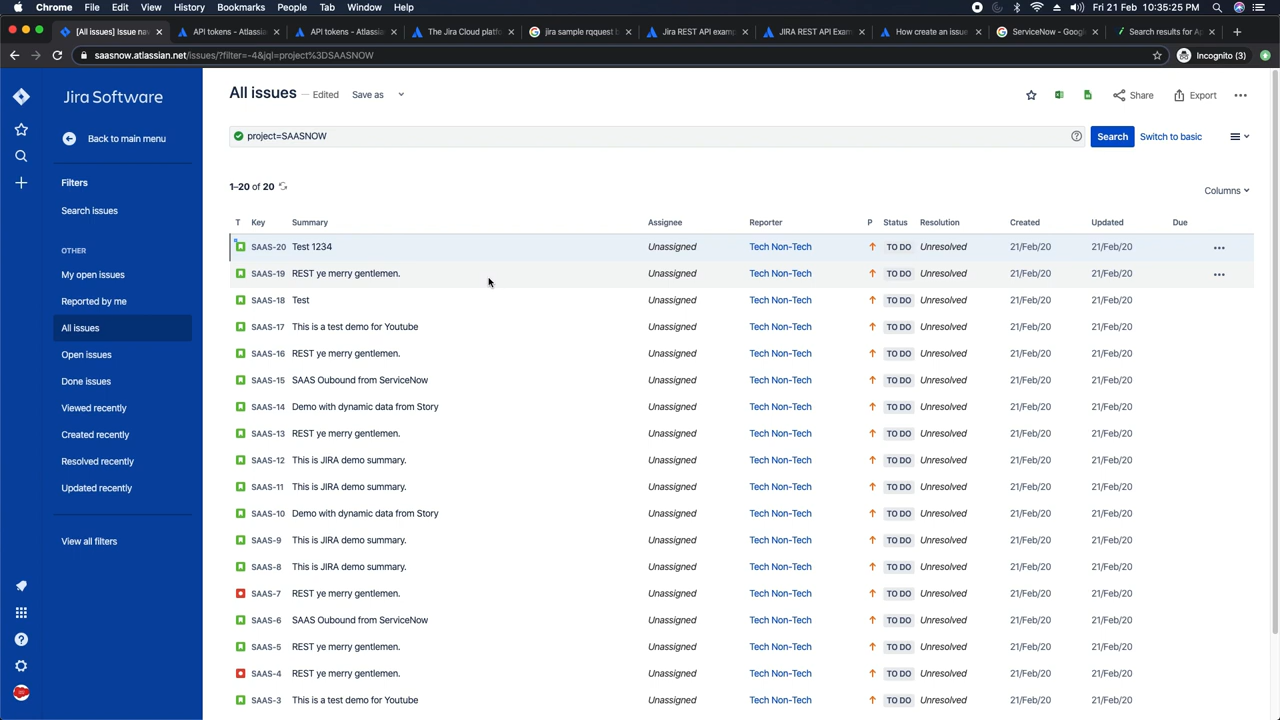 Chrome File Edit View History Bookmarks People Tab Window Help Fri 21 Feb 10:35:25 PM
[All issues] Issue nav API tokens - Atlassia API tokens - Atlassia The Jira Cloud platfo jira sample rqquest Jira REST API examp JIRA REST API Exam How create an issue ServiceNow - Googl Search results for Ap
saasnow.atlassian.net/issues/?filter=-4&jql=project%3DSAASNOW Incognito (3)
Jira Software
Back to main menu
Filters
Search issues
OTHER
My open issues
Reported by me
All issues
Open issues
Done issues
Viewed recently
Created recently
Resolved recently
Updated recently
View all filters
All issues — Edited Save as
Share Export
project=SAASNOW
Search Switch to basic
1–20 of 20
Columns
T Key Summary Assignee Reporter P Status Resolution Created Updated Due
SAAS-20 Test 1234 Unassigned Tech Non-Tech TO DO Unresolved 21/Feb/20 21/Feb/20
SAAS-19 REST ye merry gentlemen. Unassigned Tech Non-Tech TO DO Unresolved 21/Feb/20 21/Feb/20
SAAS-18 Test Unassigned Tech Non-Tech TO DO Unresolved 21/Feb/20 21/Feb/20
SAAS-17 This is a test demo for Youtube Unassigned Tech Non-Tech TO DO Unresolved 21/Feb/20 21/Feb/20
SAAS-16 REST ye merry gentlemen. Unassigned Tech Non-Tech TO DO Unresolved 21/Feb/20 21/Feb/20
SAAS-15 SAAS Oubound from ServiceNow Unassigned Tech Non-Tech TO DO Unresolved 21/Feb/20 21/Feb/20
SAAS-14 Demo with dynamic data from Story Unassigned Tech Non-Tech TO DO Unresolved 21/Feb/20 21/Feb/20
SAAS-13 REST ye merry gentlemen. Unassigned Tech Non-Tech TO DO Unresolved 21/Feb/20 21/Feb/20
SAAS-12 This is JIRA demo summary. Unassigned Tech Non-Tech TO DO Unresolved 21/Feb/20 21/Feb/20
SAAS-11 This is JIRA demo summary. Unassigned Tech Non-Tech TO DO Unresolved 21/Feb/20 21/Feb/20
SAAS-10 Demo with dynamic data from Story Unassigned Tech Non-Tech TO DO Unresolved 21/Feb/20 21/Feb/20
SAAS-9 This is JIRA demo summary. Unassigned Tech Non-Tech TO DO Unresolved 21/Feb/20 21/Feb/20
SAAS-8 This is JIRA demo summary. Unassigned Tech Non-Tech TO DO Unresolved 21/Feb/20 21/Feb/20
SAAS-7 REST ye merry gentlemen. Unassigned Tech Non-Tech TO DO Unresolved 21/Feb/20 21/Feb/20
SAAS-6 SAAS Oubound from ServiceNow Unassigned Tech Non-Tech TO DO Unresolved 21/Feb/20 21/Feb/20
SAAS-5 REST ye merry gentlemen. Unassigned Tech Non-Tech TO DO Unresolved 21/Feb/20 21/Feb/20
SAAS-4 REST ye merry gentlemen. Unassigned Tech Non-Tech TO DO Unresolved 21/Feb/20 21/Feb/20
SAAS-3 This is a test demo for Youtube Unassigned Tech Non-Tech TO DO Unresolved 21/Feb/20 21/Feb/20